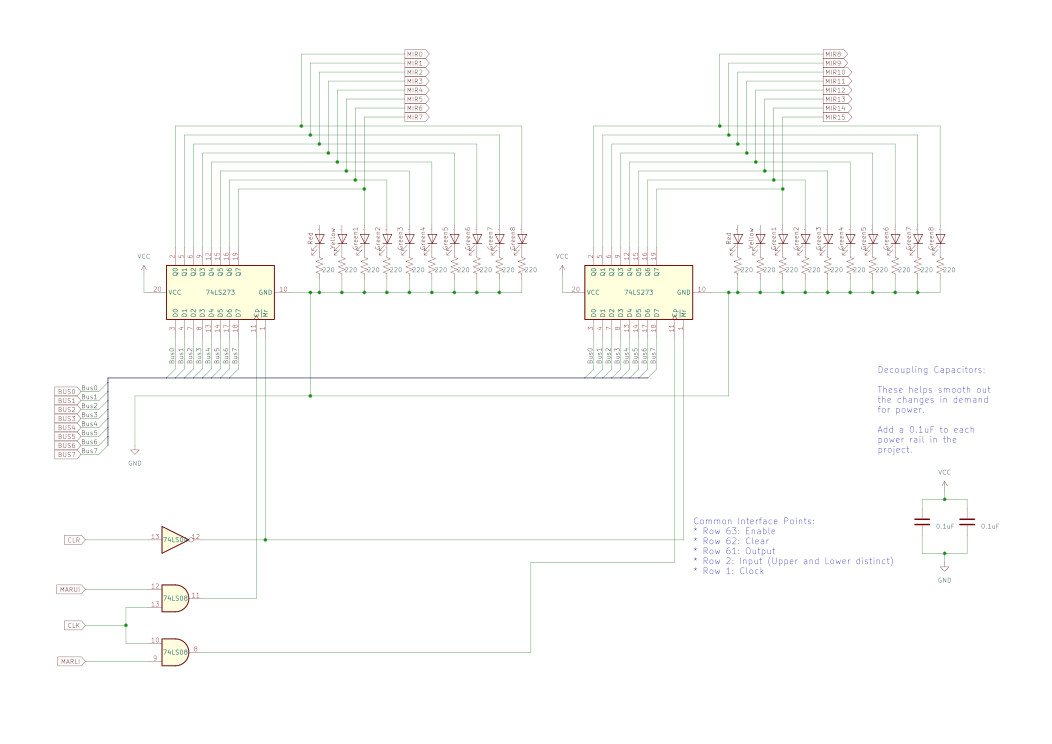 MIR0
MIR1
MIR2
MIR3
MIR4
MIR5
MIR6
MIR7
MIR8
MIR9
MIR10
MIR11
MIR12
MIR13
MIR14
MIR15
Red Yellow Green1 Green2 Green3 Green4 Green5 Green6 Green7 Green8
Red Yellow Green1 Green2 Green3 Green4 Green5 Green6 Green7 Green8
2 5 6 9 12 15 16 19
2 5 6 9 12 15 16 19
VCC
VCC
Q0 Q1 Q2 Q3 Q4 Q5 Q6 Q7
Q0 Q1 Q2 Q3 Q4 Q5 Q6 Q7
220 220 220 220 220 220 220 220 220 220
220 220 220 220 220 220 220 220 220 220
20 VCC 74LS273 GND 10
20 VCC 74LS273 GND 10
D0 D1 D2 D3 D4 D5 D6 D7 Cp Mr
D0 D1 D2 D3 D4 D5 D6 D7 Cp Mr
3 4 7 8 13 14 17 18 11 1
3 4 7 8 13 14 17 18 11 1
Bus0 Bus1 Bus2 Bus3 Bus4 Bus5 Bus6 Bus7
Bus0 Bus1 Bus2 Bus3 Bus4 Bus5 Bus6 Bus7
BUS0 Bus0
BUS1 Bus1
BUS2 Bus2
BUS3 Bus3
BUS4 Bus4
BUS5 Bus5
BUS6 Bus6
BUS7 Bus7
GND
Decoupling Capacitors:
These helps smooth out
the changes in demand
for power.
Add a 0.1uF to each
power rail in the
project.
VCC
0.1uF 0.1uF
GND
Common Interface Points:
* Row 63: Enable
* Row 62: Clear
* Row 61: Output
* Row 2: Input (Upper and Lower distinct)
* Row 1: Clock
CLR 13 74LS04 12
MARUI 12
74LS08 11
13
CLK
10
74LS08 8
MARLI 9